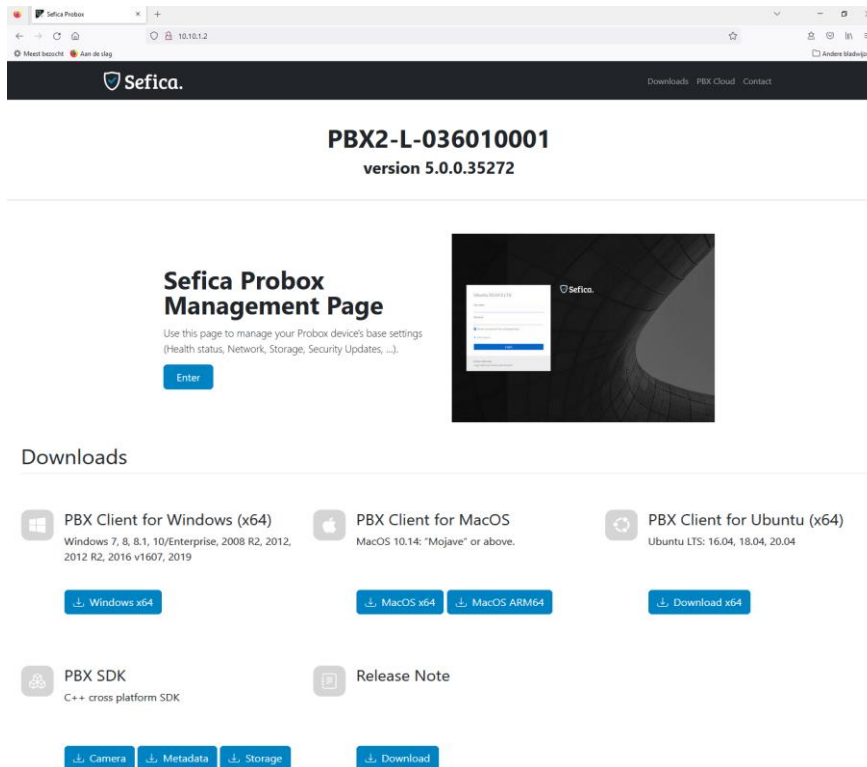 Sefica Probox
10.10.1.2
Meest bezocht
Aan de slag
Andere bladwijz
Sefica.
Downloads
PBX Cloud
Contact
PBX2-L-036010001
version 5.0.0.35272
Sefica Probox
Management Page
Use this page to manage your Probox device's base settings
(Health status, Network, Storage, Security Updates, ...).
Enter
Sefica.
Downloads
PBX Client for Windows (x64)
Windows 7, 8, 8.1, 10/Enterprise, 2008 R2, 2012,
2012 R2, 2016 v1607, 2019
Windows x64
PBX Client for MacOS
MacOS 10.14: "Mojave" or above.
MacOS x64
MacOS ARM64
PBX Client for Ubuntu (x64)
Ubuntu LTS: 16.04, 18.04, 20.04
Download x64
PBX SDK
C++ cross platform SDK
Camera
Metadata
Storage
Release Note
Download